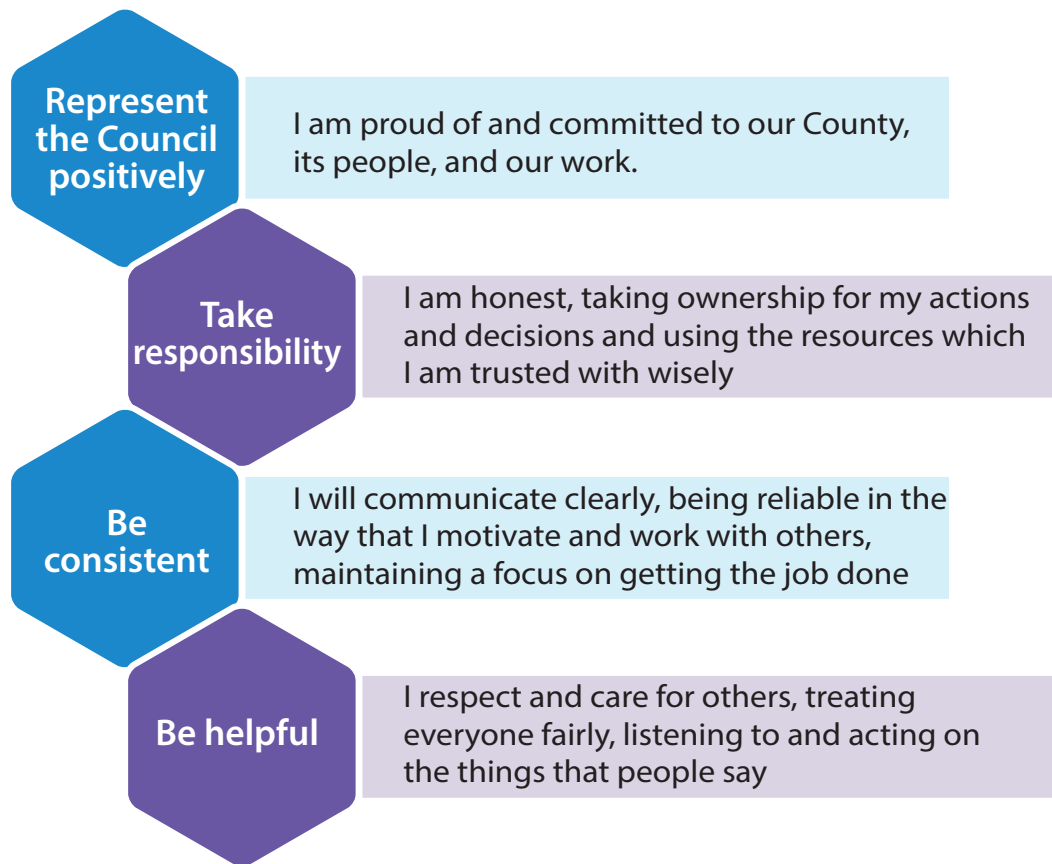 Represent
the Council
positively
I am proud of and committed to our County,
its people, and our work.
Take
responsibility
I am honest, taking ownership for my actions
and decisions and using the resources which
I am trusted with wisely
Be
consistent
I will communicate clearly, being reliable in the
way that I motivate and work with others,
maintaining a focus on getting the job done
Be helpful
I respect and care for others, treating
everyone fairly, listening to and acting on
the things that people say